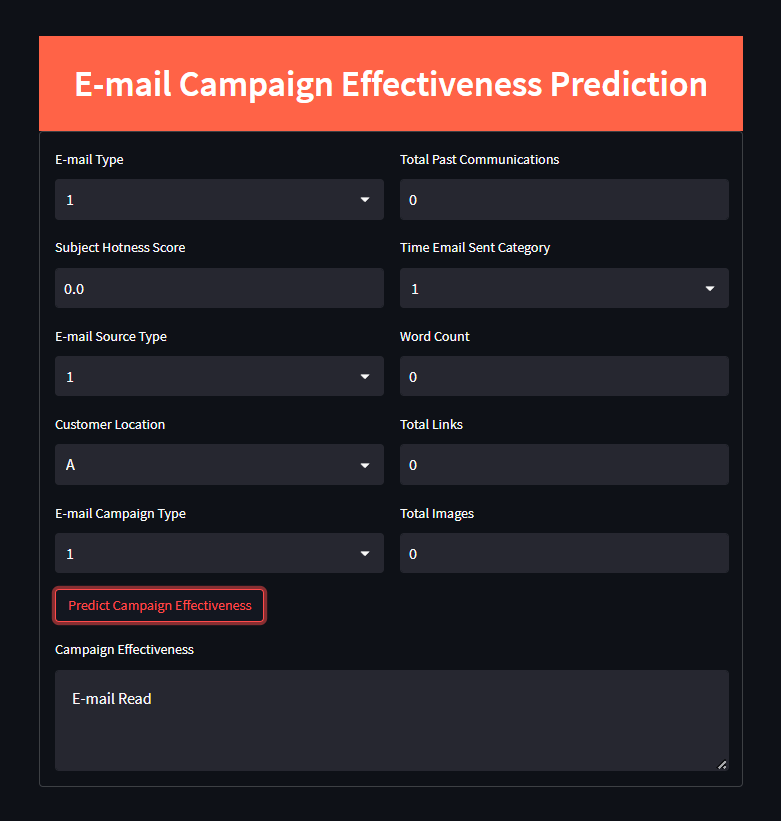 E-mail Campaign Effectiveness Prediction
E-mail Type
Total Past Communications
1
0
Subject Hotness Score
Time Email Sent Category
0.0
1
E-mail Source Type
Word Count
1
0
Customer Location
Total Links
A
0
E-mail Campaign Type
Total Images
1
0
Predict Campaign Effectiveness
Campaign Effectiveness
E-mail Read